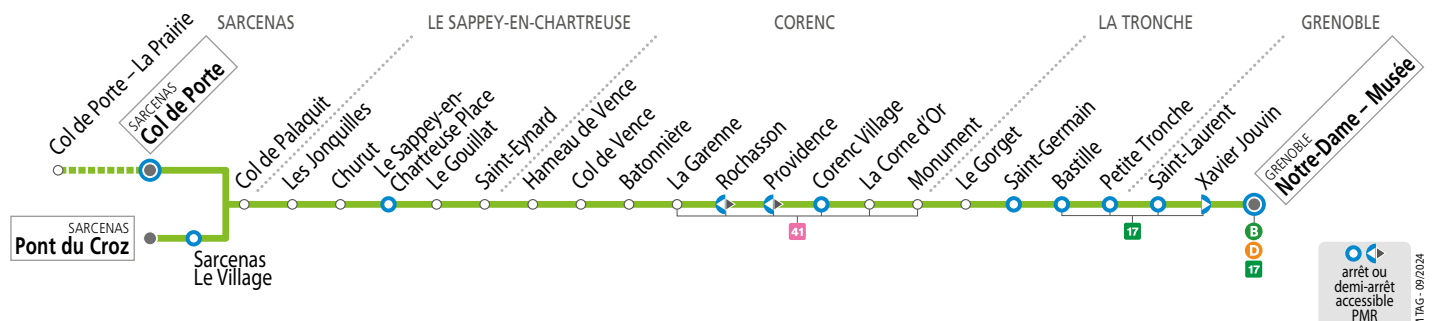 SARCENAS
LE SAPPEY-EN-CHARTREUSE
CORENC
LA TRONCHE
GRENOBLE
Col de Porte – La Prairie
SARCENAS
Col de Porte
SARCENAS
Pont du Croz
Sarcenas
Le Village
Col de Palaquit
Les Jonquilles
Churut
Le Sappey-en-
Chartreuse Place
Le Gouillat
Saint-Eynard
Hameau de Vence
Col de Vence
Batonnière
La Garenne
Rochasson
Providence
Corenc Village
La Corne d'Or
Monument
Le Gorget
Saint-Germain
Bastille
Petite Tronche
Saint-Laurent
Xavier Jouvin
GRENOBLE
Notre-Dame – Musée
41
17
B
D
17
arrêt ou
demi-arrêt
accessible
PMR
TAG - 09/2024